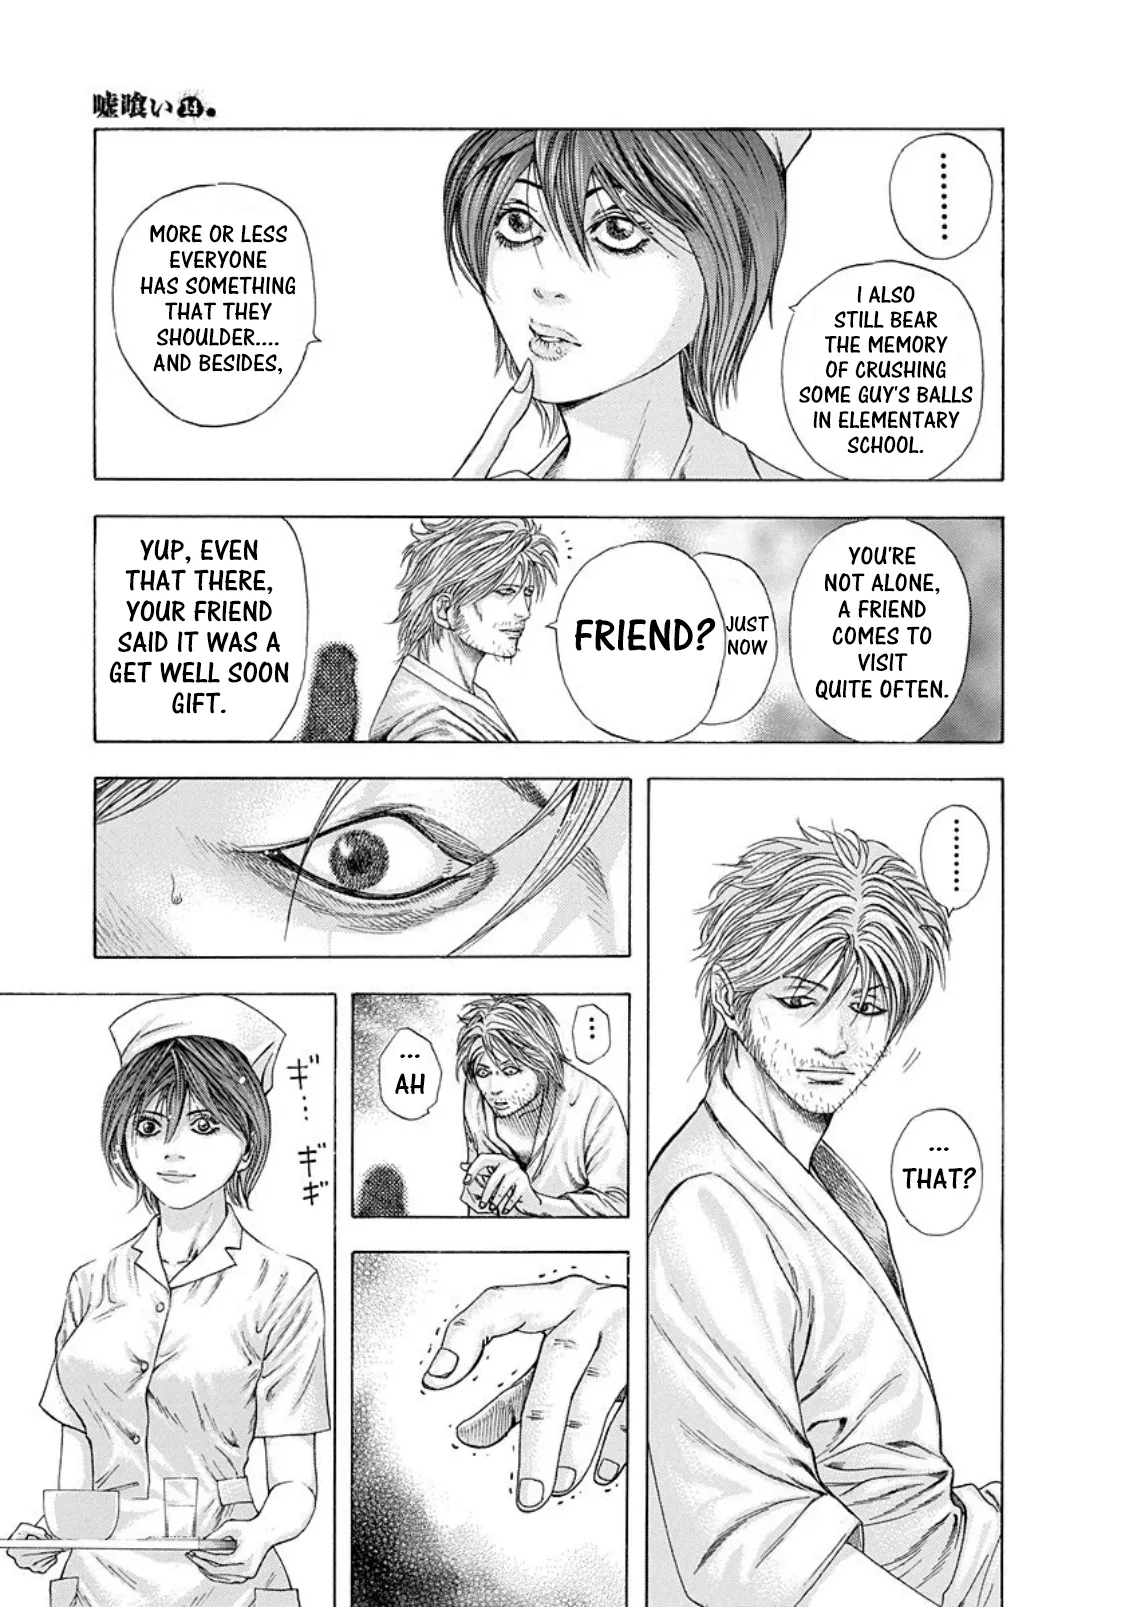 嘘喰い14.
………
I ALSO
STILL BEAR
THE MEMORY
OF CRUSHING
SOME GUY'S BALLS
IN ELEMENTARY
SCHOOL.
MORE OR LESS
EVERYONE
HAS SOMETHING
THAT THEY
SHOULDER....
AND BESIDES,
YOU'RE
NOT ALONE,
A FRIEND
COMES TO
VISIT
QUITE OFTEN.
JUST
NOW
FRIEND?
YUP, EVEN
THAT THERE,
YOUR FRIEND
SAID IT WAS A
GET WELL SOON
GIFT.
………
...
THAT?
...
...
AH
ギ…
ギギ